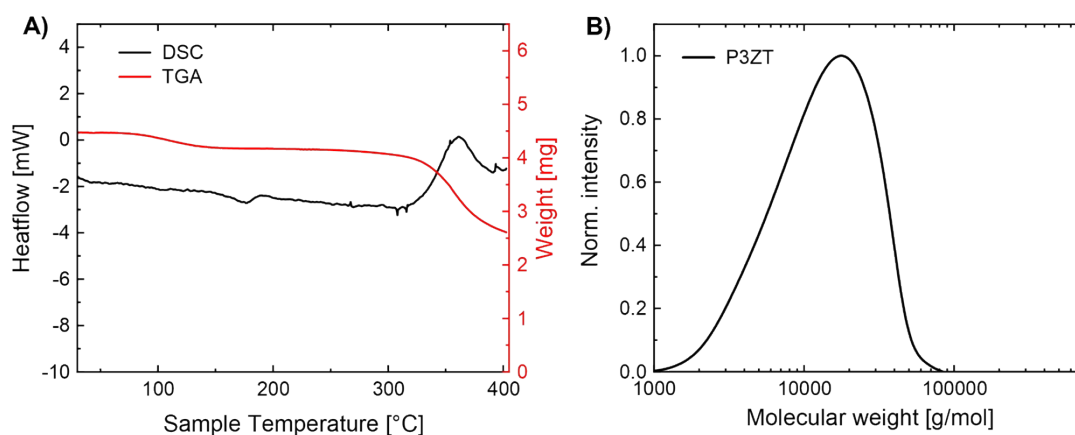 A)
DSC
TGA
4
2
0
-2
-4
-6
-8
-10
Heatflow [mW]
6
5
4
3
2
1
0
Weight [mg]
100
200
300
400
Sample Temperature [°C]
B)
P3ZT
1.0
0.8
0.6
0.4
0.2
0.0
Norm. intensity
1000
10000
100000
Molecular weight [g/mol]